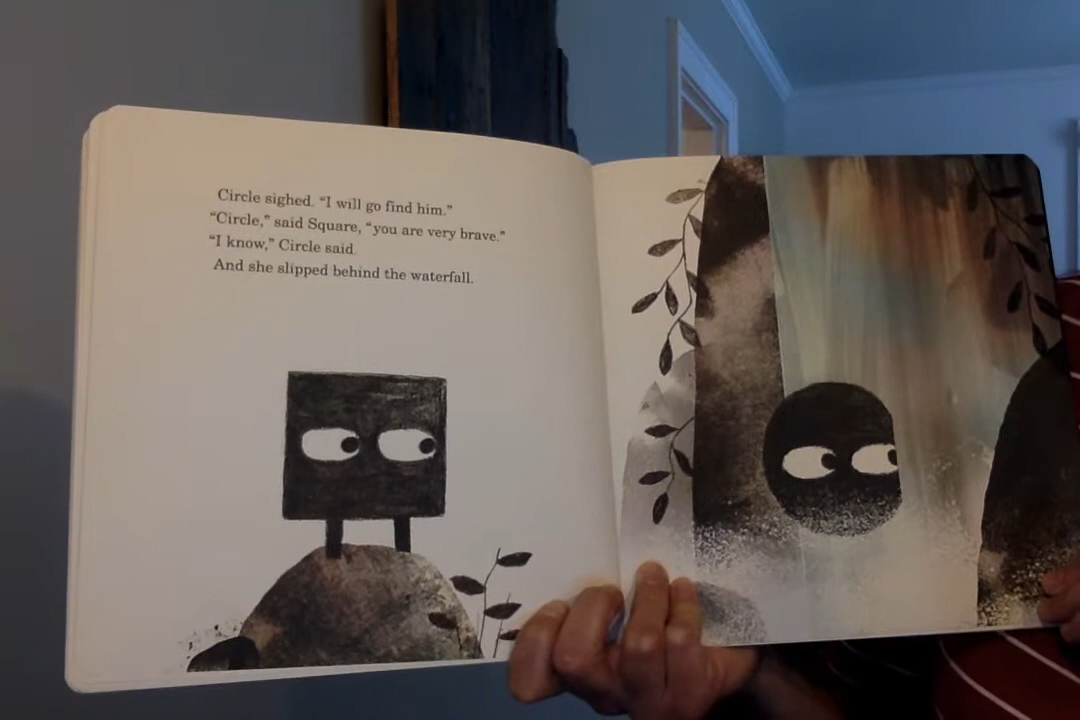 Circle sighed. “I will go find him.”
“Circle,” said Square, “you are very brave.”
“I know,” Circle said.
And she slipped behind the waterfall.